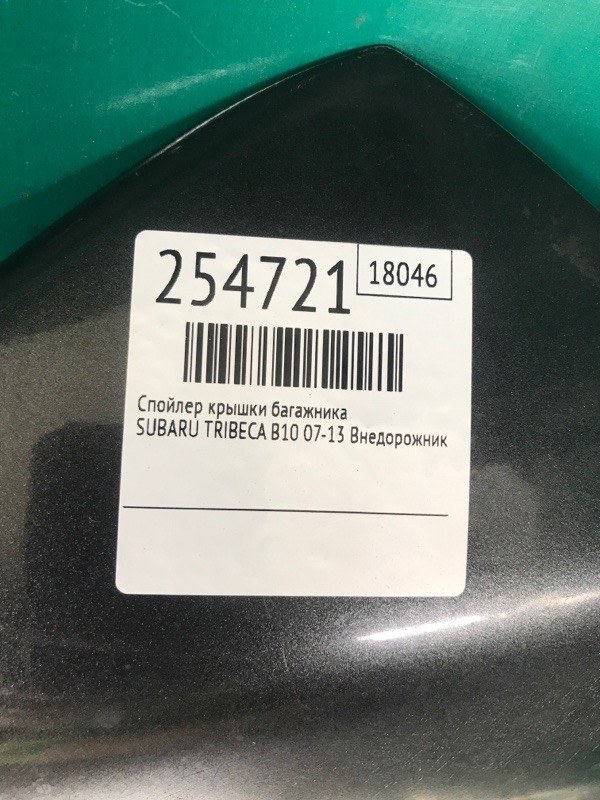 254721
18046
Спойлер крышки багажника
SUBARU TRIBECA B10 07-13 Внедорожник